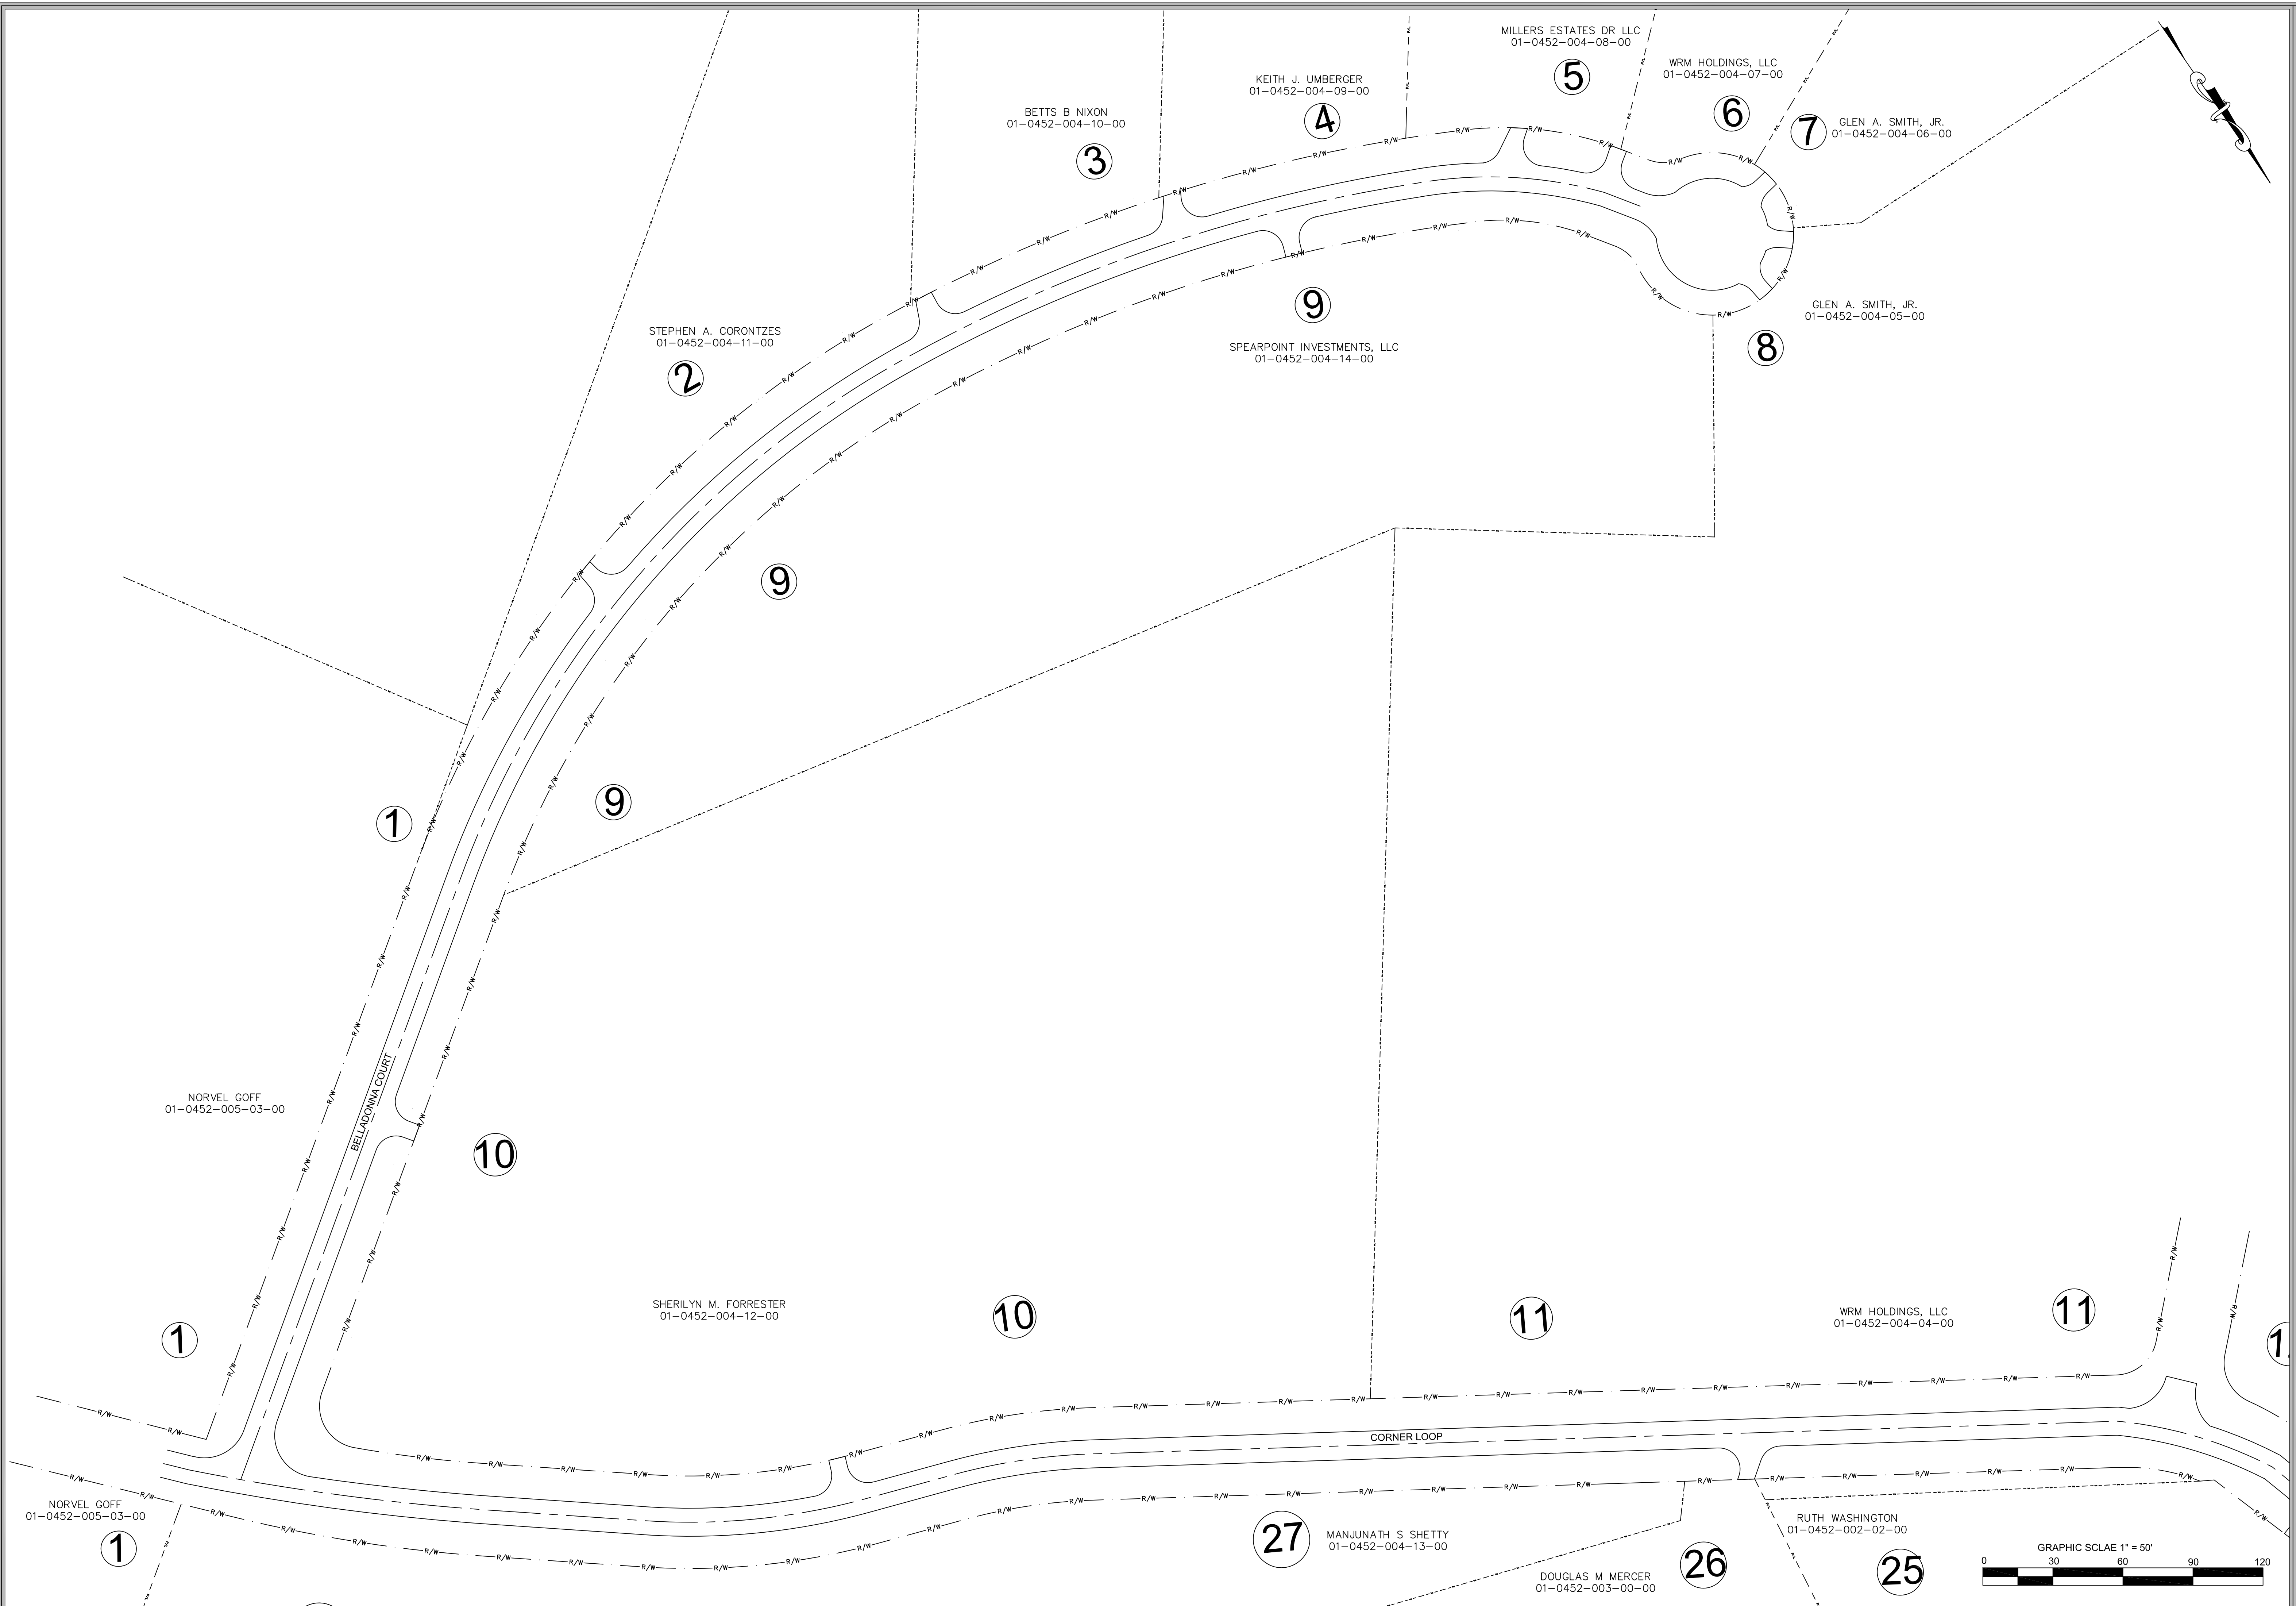 MILLERS ESTATES DR LLC
01-0452-004-08-00
5
WRM HOLDINGS, LLC
01-0452-004-07-00
6
KEITH J. UMBERGER
01-0452-004-09-00
4
BETTS B NIXON
01-0452-004-10-00
3
7
GLEN A. SMITH, JR.
01-0452-004-06-00
STEPHEN A. CORONTZES
01-0452-004-11-00
2
9
SPEARPOINT INVESTMENTS, LLC
01-0452-004-14-00
GLEN A. SMITH, JR.
01-0452-004-05-00
8
9
9
1
NORVEL GOFF
01-0452-005-03-00
BELLADONNA COURT
10
SHERILYN M. FORRESTER
01-0452-004-12-00
10
11
WRM HOLDINGS, LLC
01-0452-004-04-00
11
1
R/W
CORNER LOOP
NORVEL GOFF
01-0452-005-03-00
1
27
MANJUNATH S SHETTY
01-0452-004-13-00
DOUGLAS M MERCER
01-0452-003-00-00
26
RUTH WASHINGTON
01-0452-002-02-00
25
GRAPHIC SCLAE 1" = 50'
0 30 60 90 120